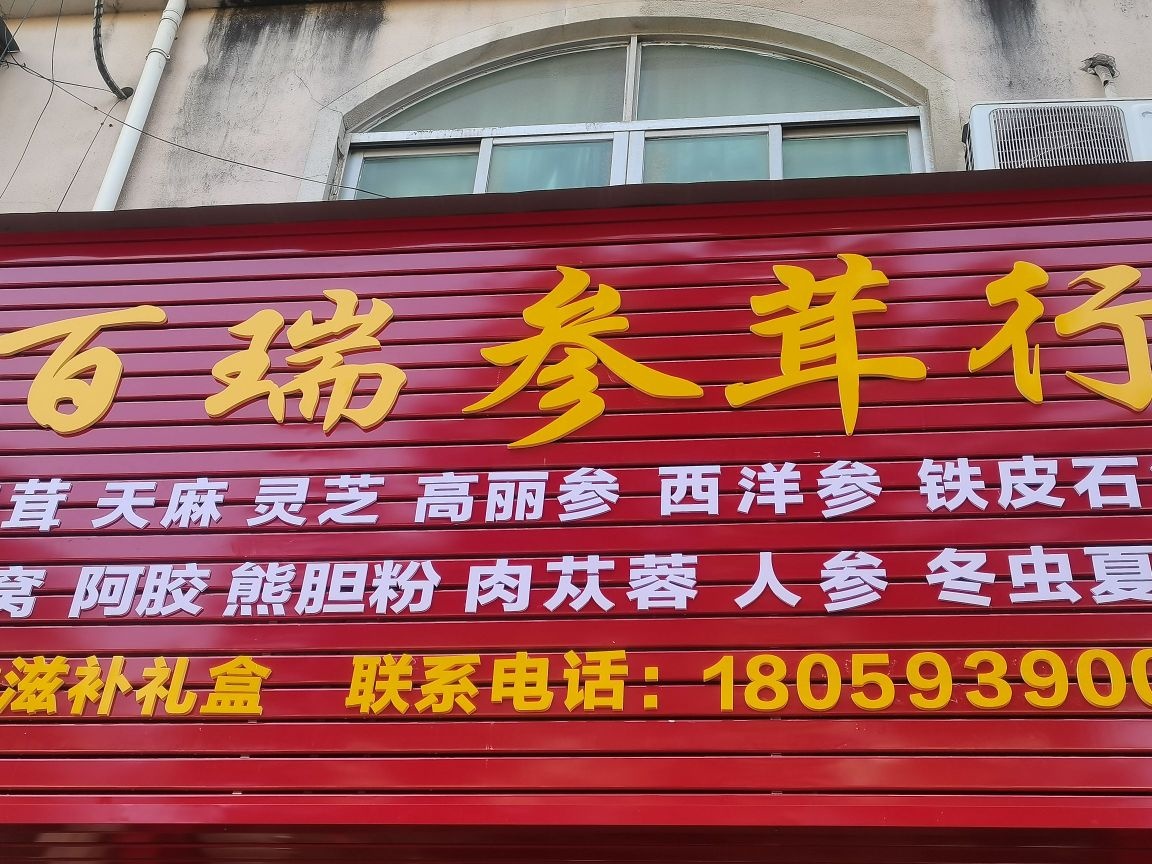 百瑞参茸行
茸 天麻 灵芝 高丽参 西洋参 铁皮石
窝 阿胶 熊胆粉 肉苁蓉 人参 冬虫夏
滋补礼盒 联系电话：180593900